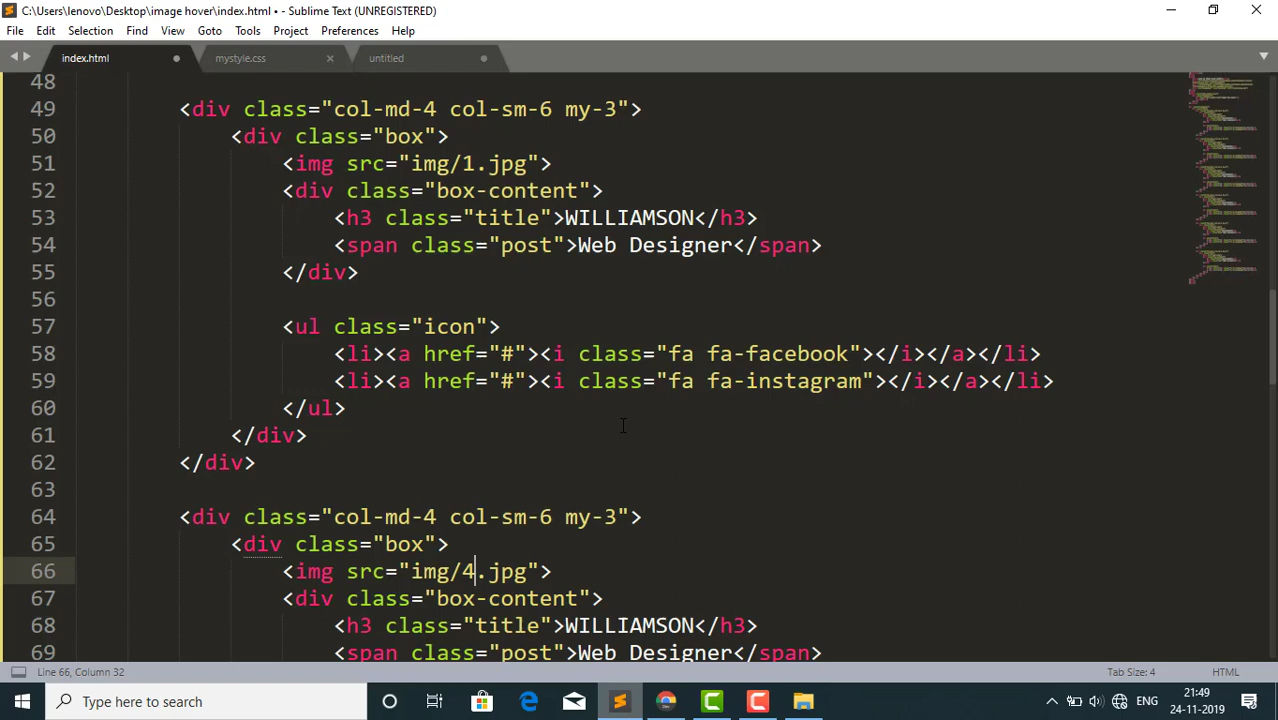 C:\Users\lenovo\Desktop\image hover\index.html • - Sublime Text (UNREGISTERED)
File Edit Selection Find View Goto Tools Project Preferences Help
index.html mystyle.css untitled
48
49 <div class="col-md-4 col-sm-6 my-3">
50 <div class="box">
51 <img src="img/1.jpg">
52 <div class="box-content">
53 <h3 class="title">WILLIAMSON</h3>
54 <span class="post">Web Designer</span>
55 </div>
56
57 <ul class="icon">
58 <li><a href="#"><i class="fa fa-facebook"></i></a></li>
59 <li><a href="#"><i class="fa fa-instagram"></i></a></li>
60 </ul>
61 </div>
62 </div>
63
64 <div class="col-md-4 col-sm-6 my-3">
65 <div class="box">
66 <img src="img/4.jpg">
67 <div class="box-content">
68 <h3 class="title">WILLIAMSON</h3>
69 <span class="post">Web Designer</span>
Line 66, Column 32 Tab Size: 4 HTML
Type here to search ENG 21:49
24-11-2019